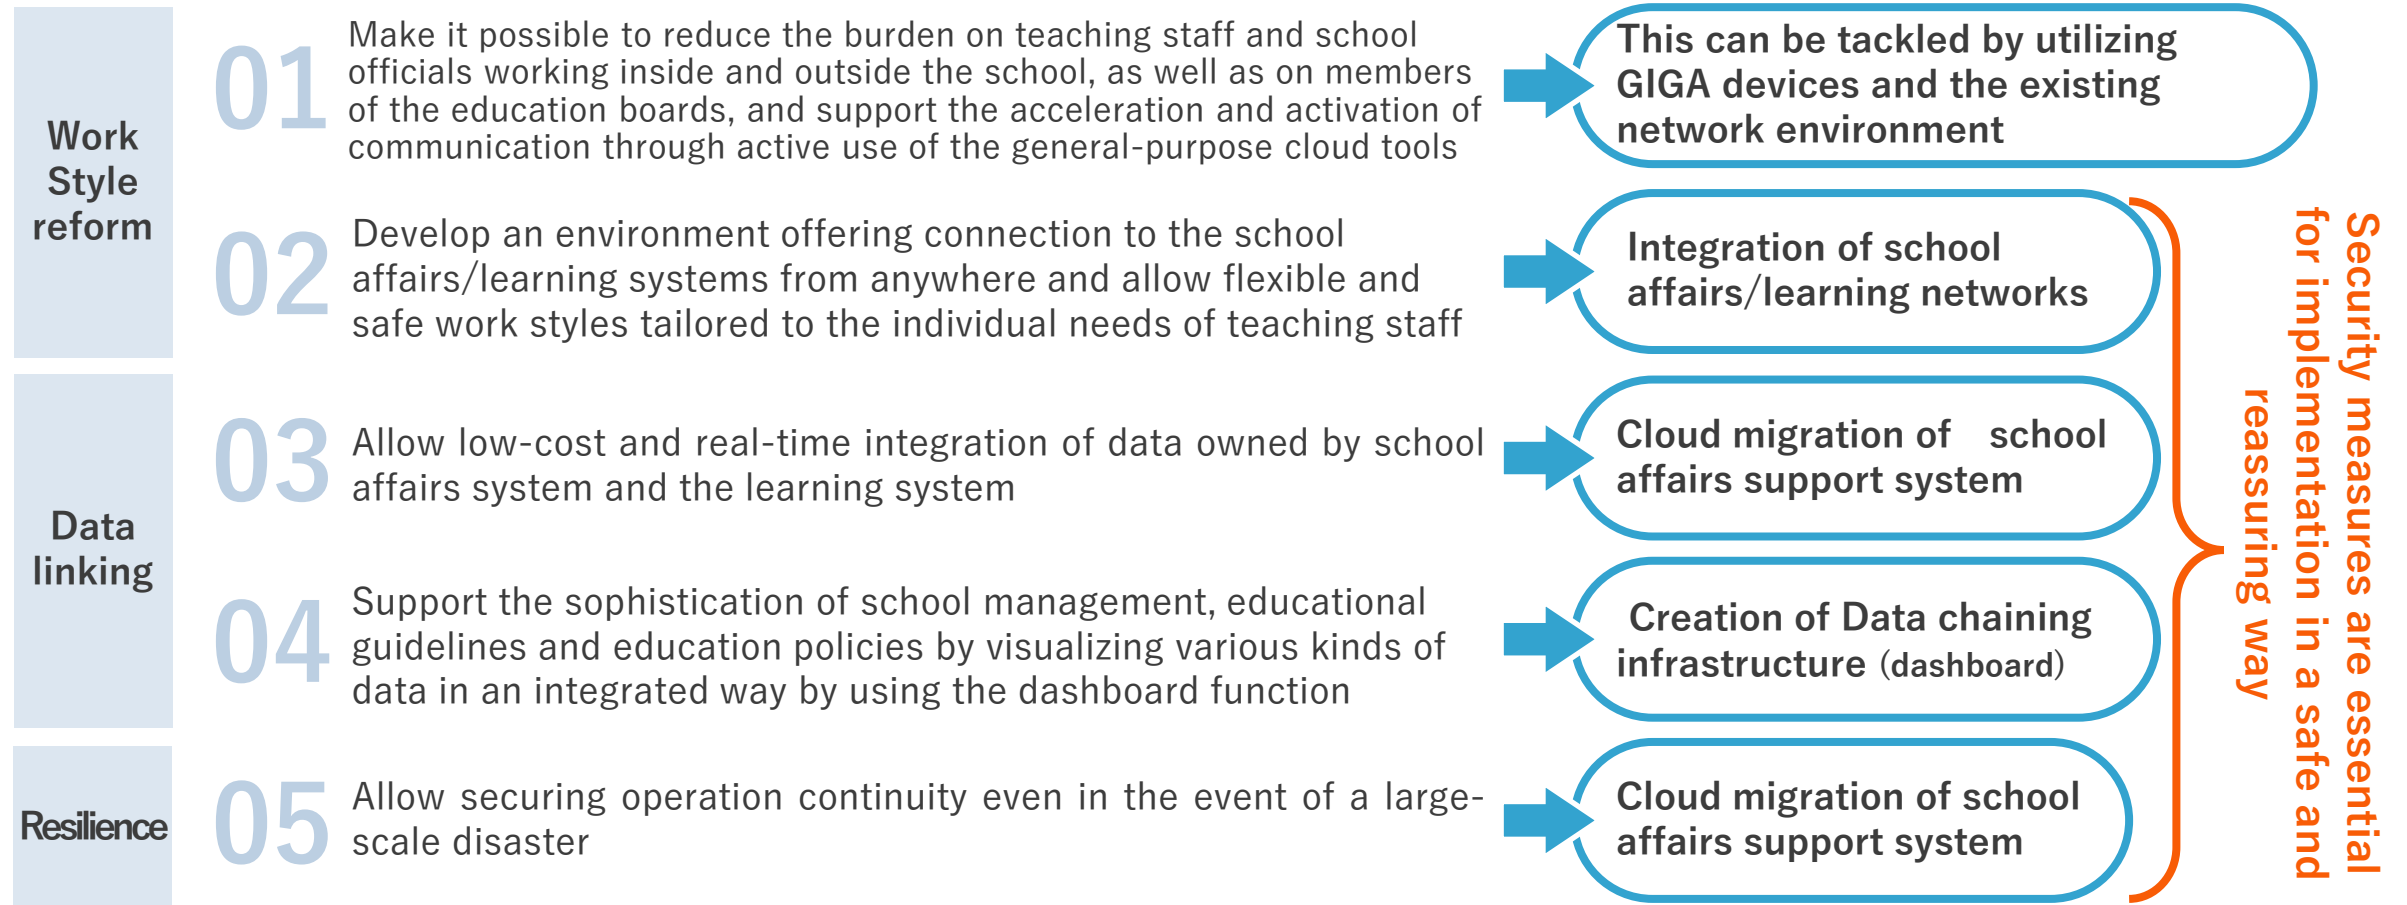 Work
Style
reform
01
Make it possible to reduce the burden on teaching staff and school
officials working inside and outside the school, as well as on members
of the education boards, and support the acceleration and activation of
communication through active use of the general-purpose cloud tools
This can be tackled by utilizing
GIGA devices and the existing
network environment
02
Develop an environment offering connection to the school
affairs/learning systems from anywhere and allow flexible and
safe work styles tailored to the individual needs of teaching staff
Integration of school
affairs/learning networks
Data
linking
03
Allow low-cost and real-time integration of data owned by school
affairs system and the learning system
Cloud migration of school
affairs support system
04
Support the sophistication of school management, educational
guidelines and education policies by visualizing various kinds of
data in an integrated way by using the dashboard function
Creation of Data chaining
infrastructure (dashboard)
Resilience
05
Allow securing operation continuity even in the event of a large-
scale disaster
Cloud migration of school
affairs support system
Security measures are essential
for implementation in a safe and
reassuring way